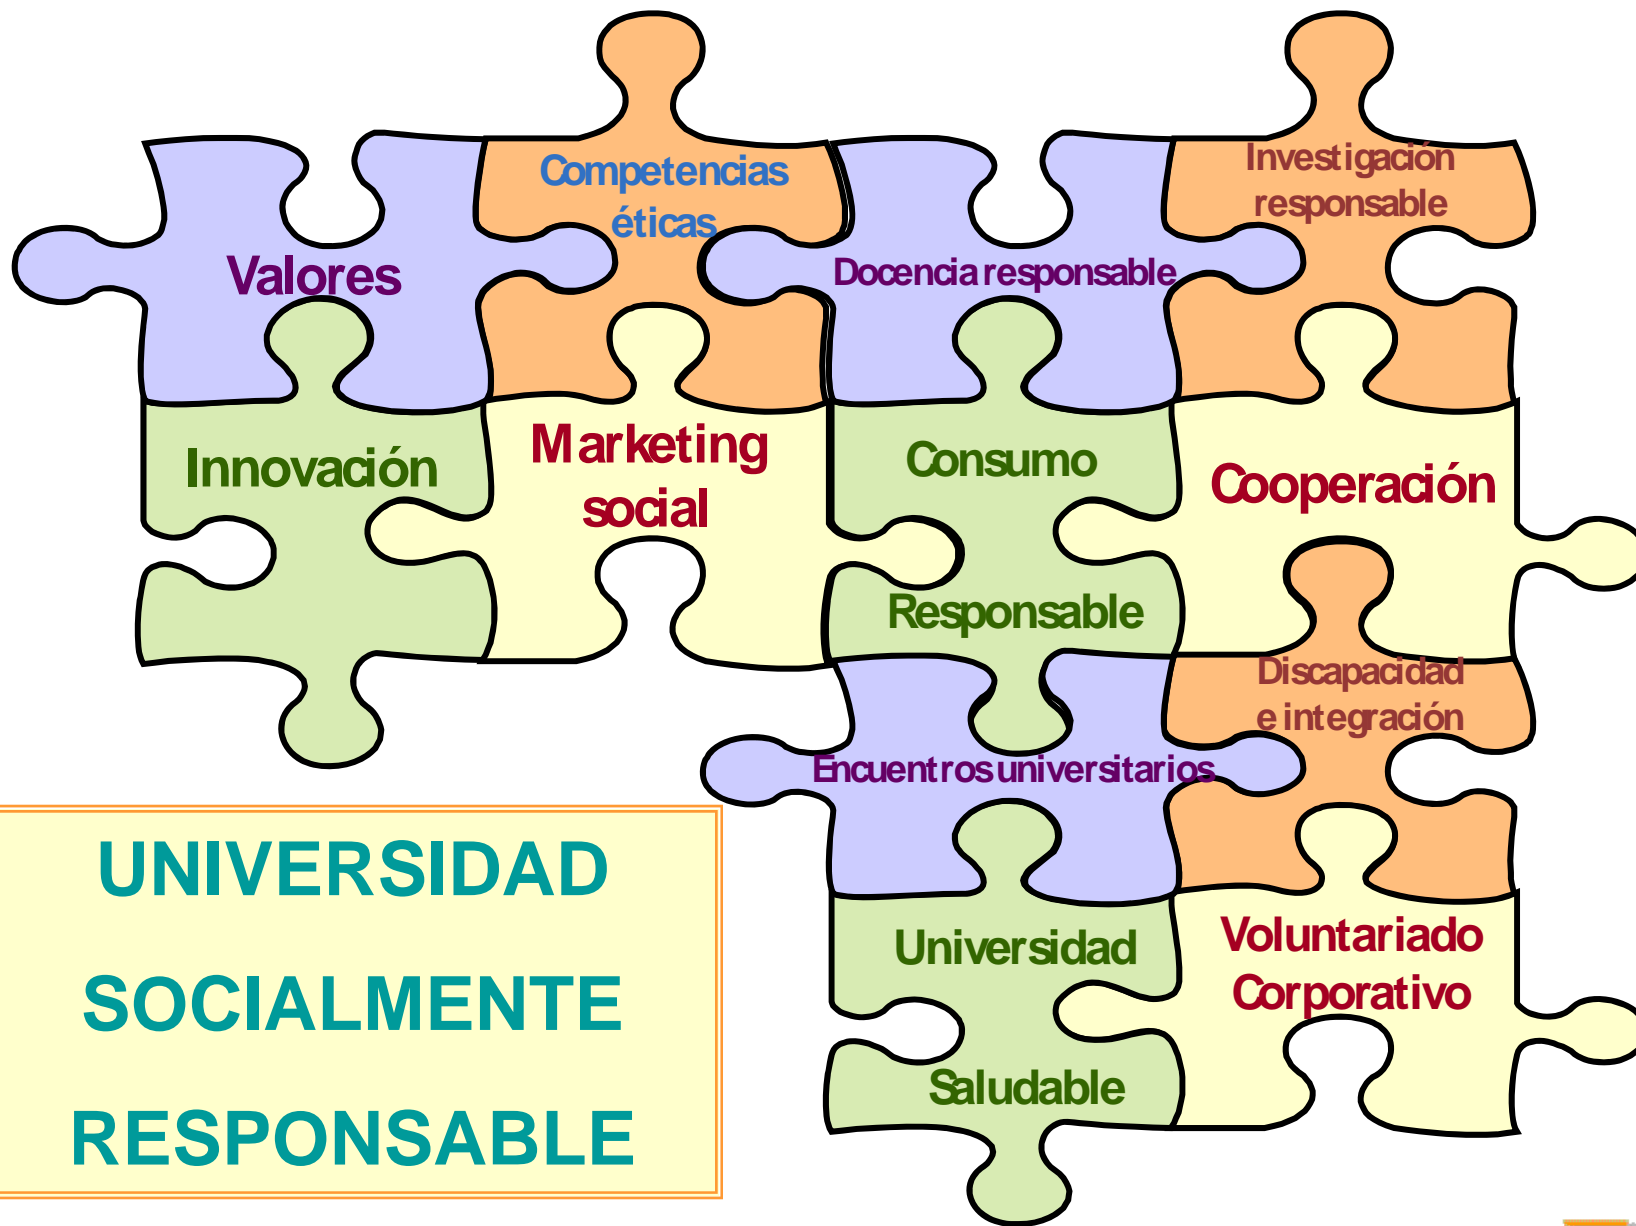 Competencias
éticas
Investigación
responsable
Valores
Docencia responsable
Innovación
Marketing
social
Consumo
Responsable
Cooperación
Discapacidad
e integración
Encuentros universitarios
UNIVERSIDAD
SOCIALMENTE
RESPONSABLE
Universidad
Saludable
Voluntariado
Corporativo